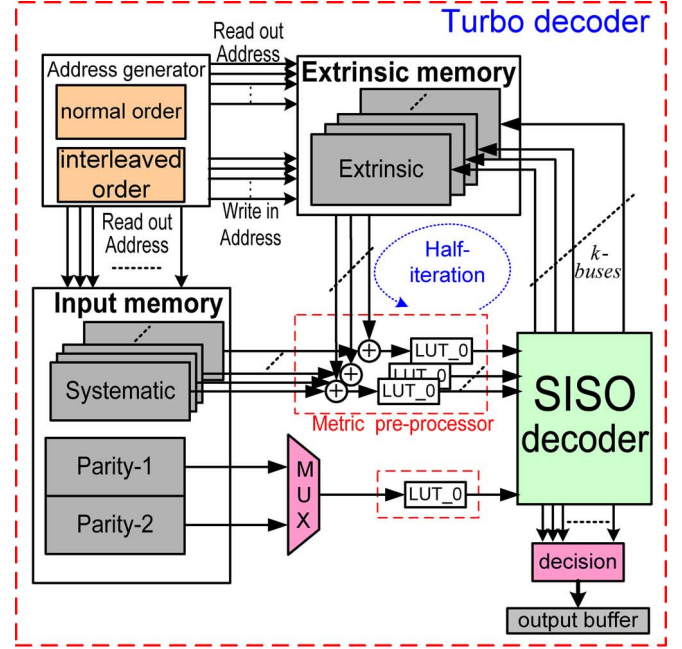 Turbo decoder
Read out
Address
Address generator
normal order
interleaved
order
Extrinsic memory
Extrinsic
Write in
Address
Read out
Address
Half-
iteration
k-
buses
Input memory
Systematic
Parity-1
Parity-2
LUT_0
LUT_0
LUT_0
Metric pre-processor
MUX
LUT_0
SISO
decoder
decision
output buffer